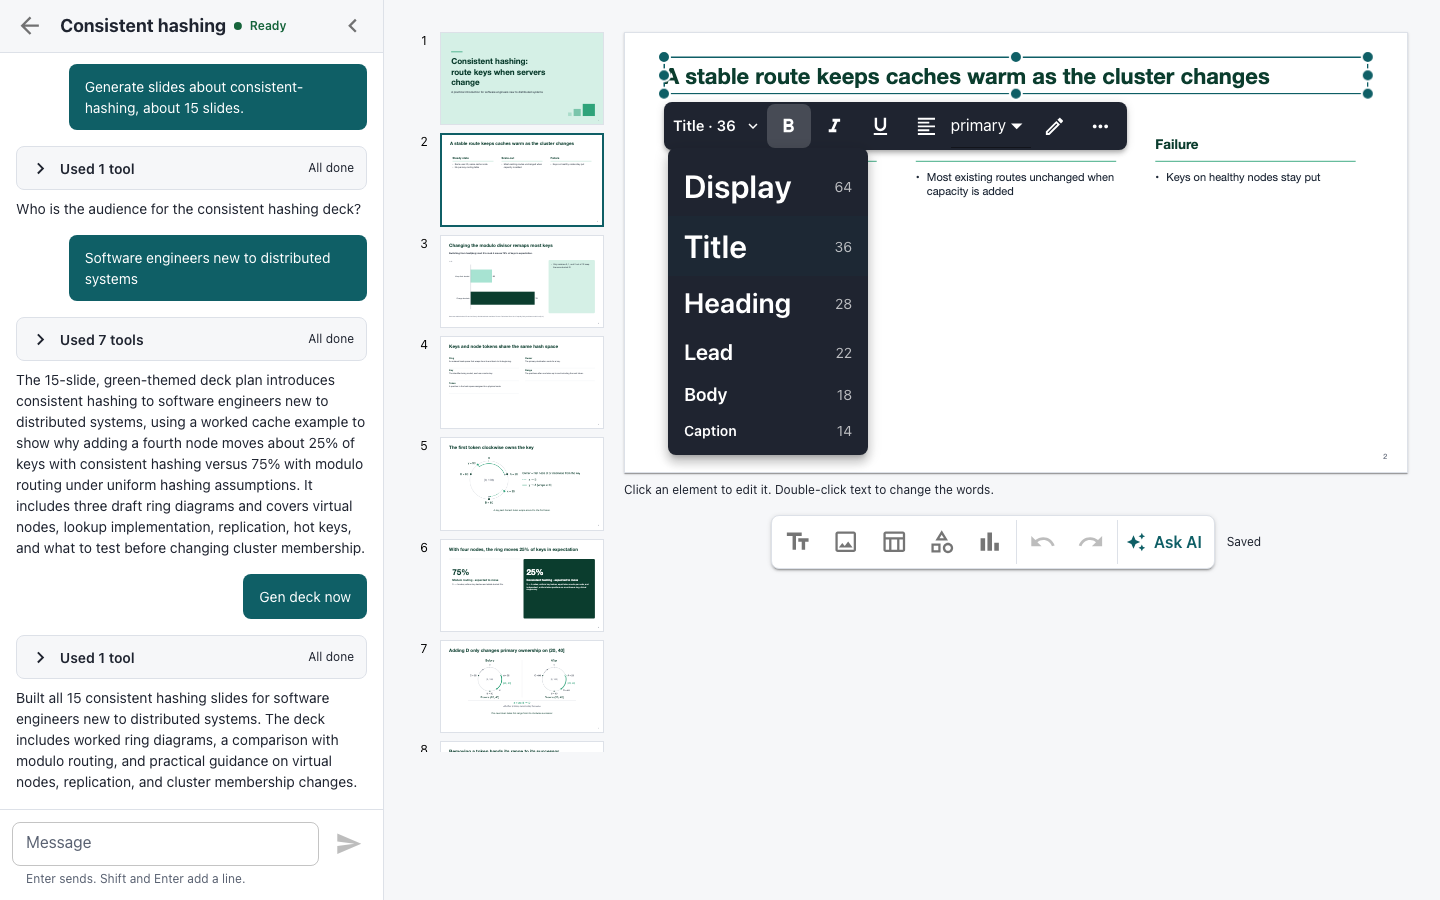 Consistent hashing
Ready
Generate slides about consistent-
hashing, about 15 slides.
Used 1 tool
All done
Who is the audience for the consistent hashing deck?
Software engineers new to distributed
systems
Used 7 tools
All done
The 15-slide, green-themed deck plan introduces
consistent hashing to software engineers new to
distributed systems, using a worked cache example to
show why adding a fourth node moves about 25% of
keys with consistent hashing versus 75% with modulo
routing under uniform hashing assumptions. It
includes three draft ring diagrams and covers virtual
nodes, lookup implementation, replication, hot keys,
and what to test before changing cluster membership.
Gen deck now
Used 1 tool
All done
Built all 15 consistent hashing slides for software
engineers new to distributed systems. The deck
includes worked ring diagrams, a comparison with
modulo routing, and practical guidance on virtual
nodes, replication, and cluster membership changes.
Message
Enter sends. Shift and Enter add a line.
1
Consistent hashing:
route keys when servers
change
2
A stable route keeps caches warm as the cluster changes
3
Changing the modulo divisor remaps most keys
4
Keys and node tokens share the same hash space
5
The first token clockwise owns the key
6
With four nodes, the ring moves 25% of keys in expectation
75%
25%
7
Adding D only changes primary ownership on (20, 40]
Before
After
8
A stable route keeps caches warm as the cluster changes
Title · 36
B
I
U
primary
Display 64
Title 36
Heading 28
Lead 22
Body 18
Caption 14
• Most existing routes unchanged when
capacity is added
Failure
• Keys on healthy nodes stay put
2
Click an element to edit it. Double-click text to change the words.
Ask AI
Saved